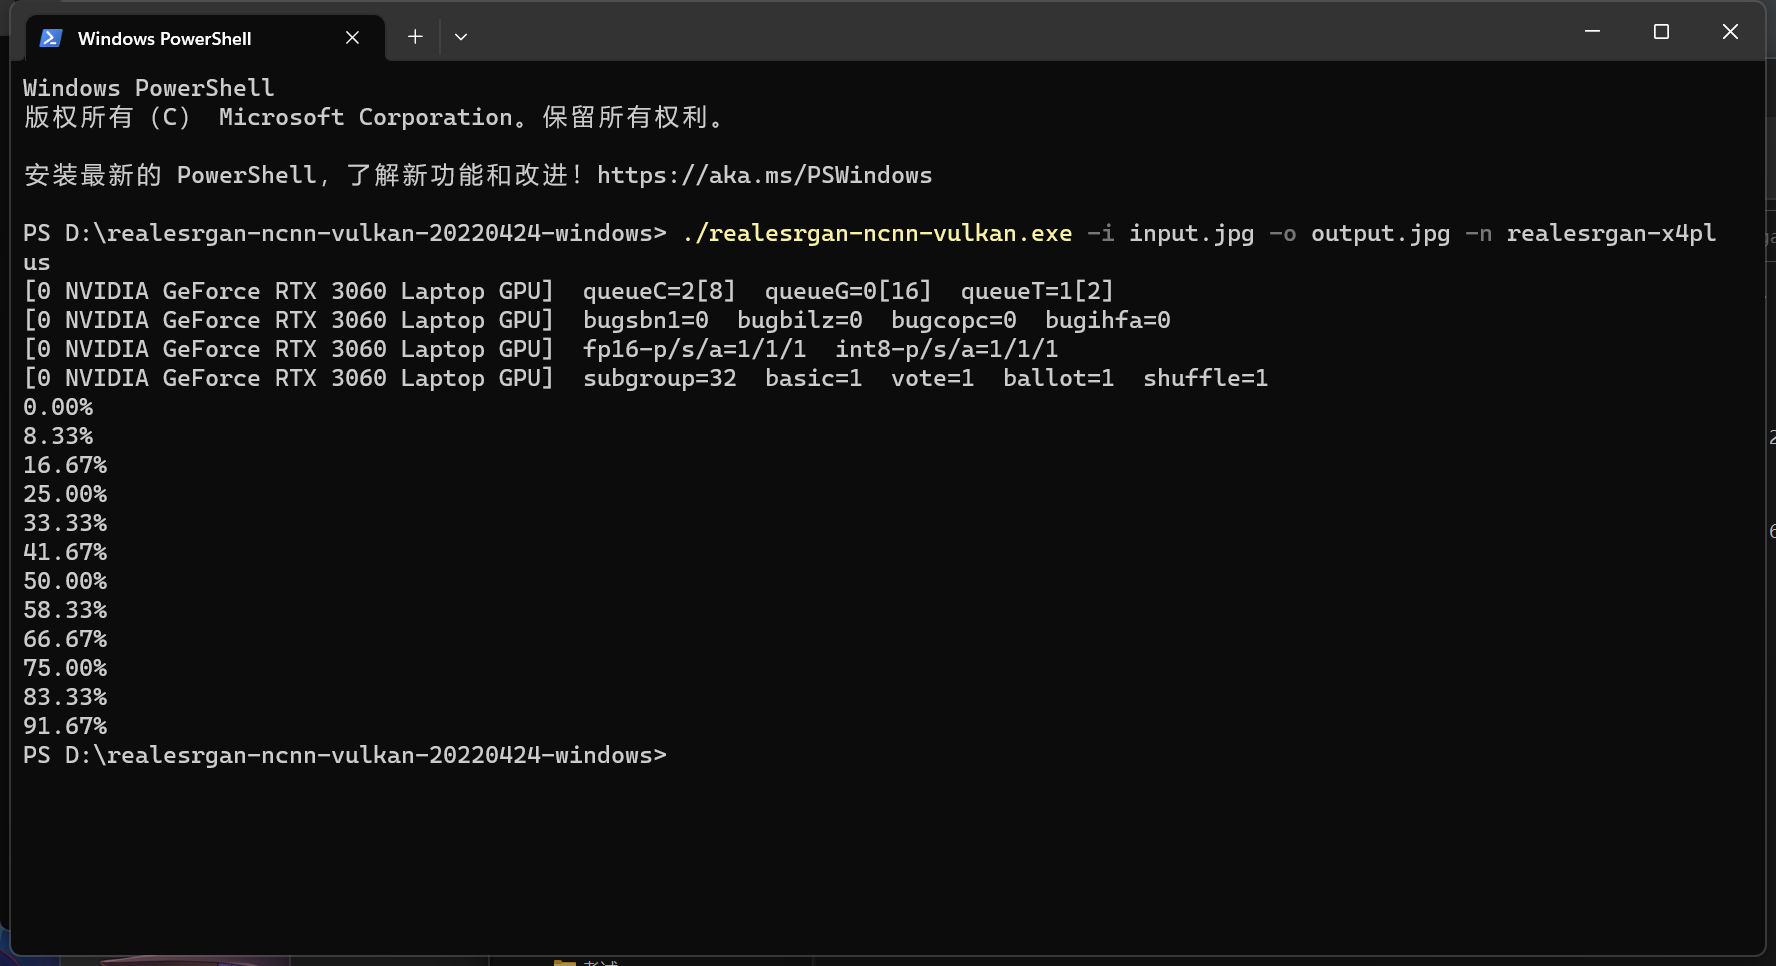 Windows PowerShell
Windows PowerShell
版权所有（C） Microsoft Corporation。保留所有权利。
安装最新的 PowerShell，了解新功能和改进！https://aka.ms/PSWindows
PS D:\realesrgan-ncnn-vulkan-20220424-windows> ./realesrgan-ncnn-vulkan.exe -i input.jpg -o output.jpg -n realesrgan-x4pl
us
[0 NVIDIA GeForce RTX 3060 Laptop GPU]  queueC=2[8]  queueG=0[16]  queueT=1[2]
[0 NVIDIA GeForce RTX 3060 Laptop GPU]  bugsbn1=0  bugbilz=0  bugcopc=0  bugihfa=0
[0 NVIDIA GeForce RTX 3060 Laptop GPU]  fp16-p/s/a=1/1/1  int8-p/s/a=1/1/1
[0 NVIDIA GeForce RTX 3060 Laptop GPU]  subgroup=32  basic=1  vote=1  ballot=1  shuffle=1
0.00%
8.33%
16.67%
25.00%
33.33%
41.67%
50.00%
58.33%
66.67%
75.00%
83.33%
91.67%
PS D:\realesrgan-ncnn-vulkan-20220424-windows>